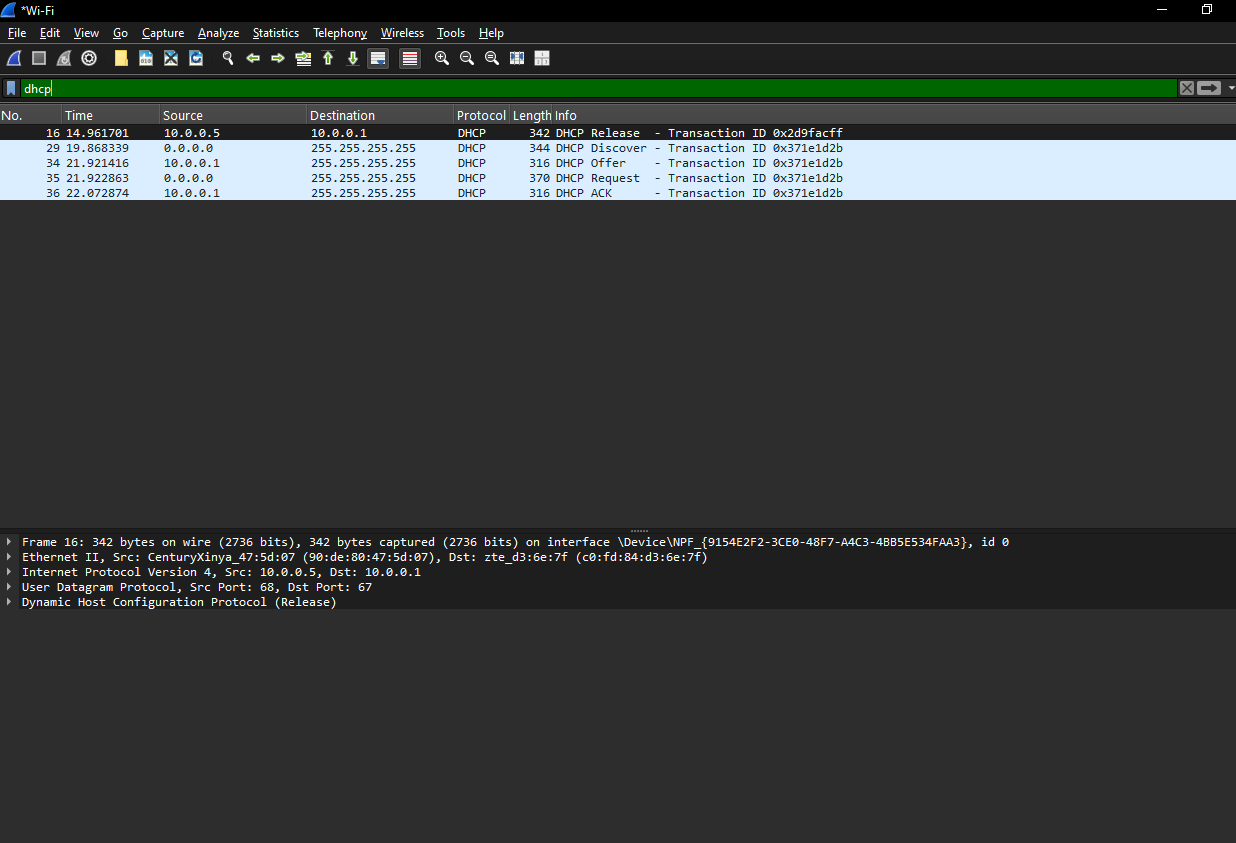 *Wi-Fi
File Edit View Go Capture Analyze Statistics Telephony Wireless Tools Help
dhcp
No. Time Source Destination Protocol Length Info
16 14.961701 10.0.0.5 10.0.0.1 DHCP 342 DHCP Release - Transaction ID 0x2d9facff
29 19.868339 0.0.0.0 255.255.255.255 DHCP 344 DHCP Discover - Transaction ID 0x371e1d2b
34 21.921416 10.0.0.1 255.255.255.255 DHCP 316 DHCP Offer - Transaction ID 0x371e1d2b
35 21.922863 0.0.0.0 255.255.255.255 DHCP 370 DHCP Request - Transaction ID 0x371e1d2b
36 22.072874 10.0.0.1 255.255.255.255 DHCP 316 DHCP ACK - Transaction ID 0x371e1d2b
Frame 16: 342 bytes on wire (2736 bits), 342 bytes captured (2736 bits) on interface \Device\NPF_{9154E2F2-3CE0-48F7-A4C3-4BB5E534FAA3}, id 0
Ethernet II, Src: CenturyXinya_47:5d:07 (90:de:80:47:5d:07), Dst: zte_d3:6e:7f (c0:fd:84:d3:6e:7f)
Internet Protocol Version 4, Src: 10.0.0.5, Dst: 10.0.0.1
User Datagram Protocol, Src Port: 68, Dst Port: 67
Dynamic Host Configuration Protocol (Release)